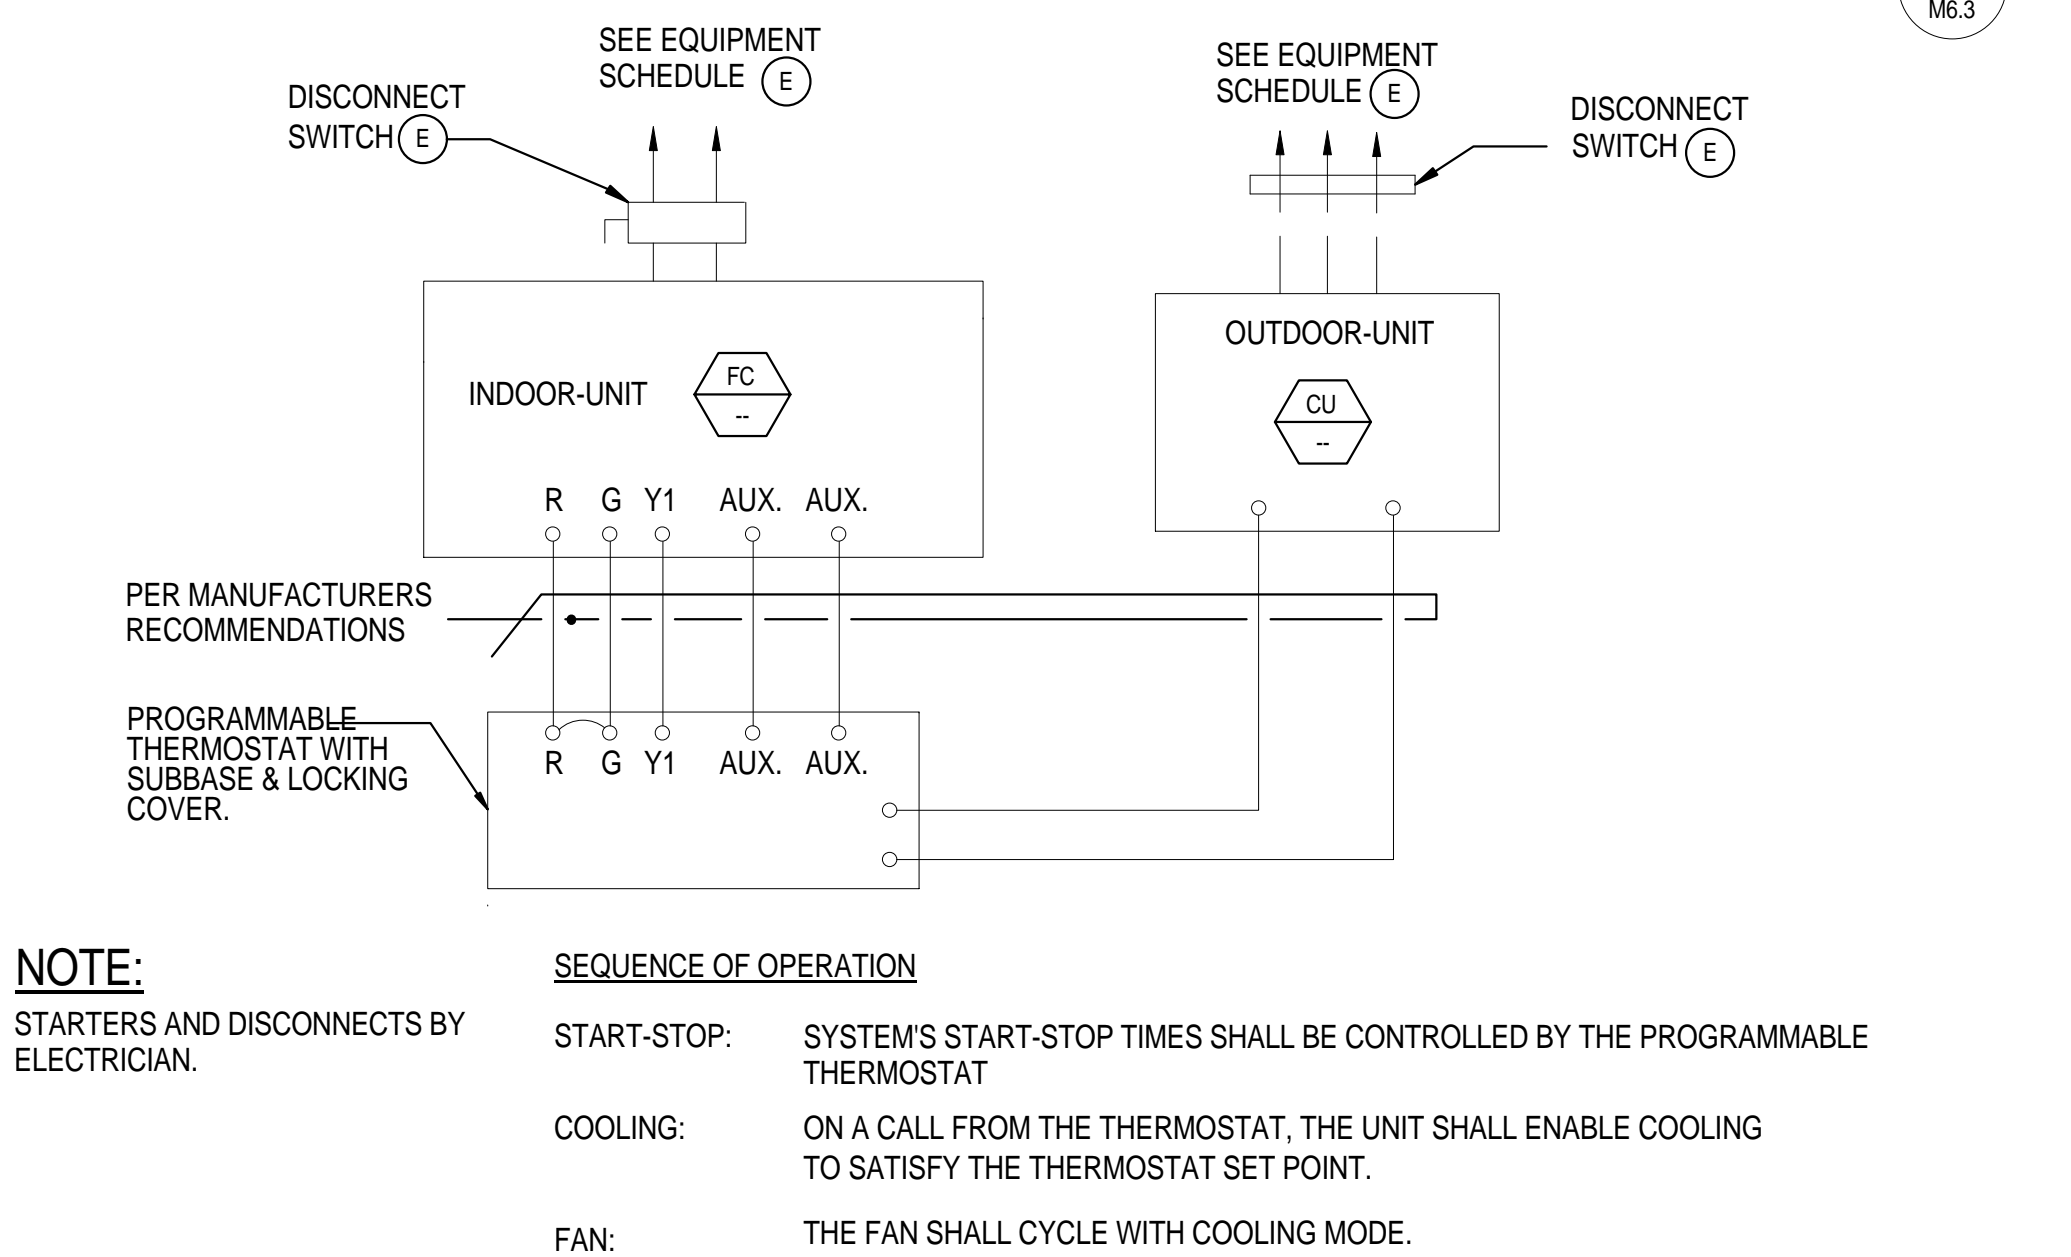 M6.3
SEE EQUIPMENT
SCHEDULE E
SEE EQUIPMENT
SCHEDULE E
DISCONNECT
SWITCH E
DISCONNECT
SWITCH E
INDOOR-UNIT
FC
--
OUTDOOR-UNIT
CU
--
R G Y1 AUX. AUX.
PER MANUFACTURERS
RECOMMENDATIONS
PROGRAMMABLE
THERMOSTAT WITH
SUBBASE & LOCKING
COVER.
R G Y1 AUX. AUX.
NOTE:
STARTERS AND DISCONNECTS BY
ELECTRICIAN.
SEQUENCE OF OPERATION
START-STOP: SYSTEM'S START-STOP TIMES SHALL BE CONTROLLED BY THE PROGRAMMABLE
THERMOSTAT
COOLING: ON A CALL FROM THE THERMOSTAT, THE UNIT SHALL ENABLE COOLING
TO SATISFY THE THERMOSTAT SET POINT.
FAN: THE FAN SHALL CYCLE WITH COOLING MODE.